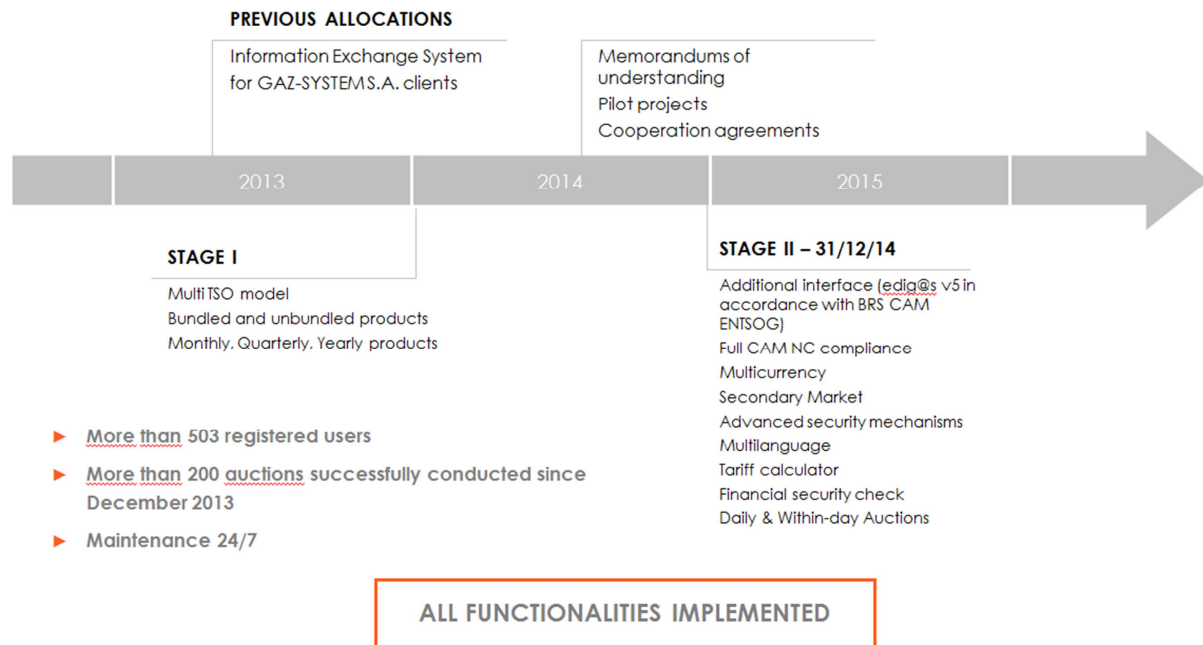 PREVIOUS ALLOCATIONS
Information Exchange System
for GAZ-SYSTEM S.A. clients
Memorandums of
understanding
Pilot projects
Cooperation agreements
2013
2014
2015
STAGE I
Multi TSO model
Bundled and unbundled products
Monthly, Quarterly, Yearly products
STAGE II – 31/12/14
Additional interface (edig@s v5 in
accordance with BRS CAM
ENTSOG)
Full CAM NC compliance
Multicurrency
Secondary Market
Advanced security mechanisms
Multilanguage
Tariff calculator
Financial security check
Daily & Within-day Auctions
► More than 503 registered users
► More than 200 auctions successfully conducted since
December 2013
► Maintenance 24/7
ALL FUNCTIONALITIES IMPLEMENTED